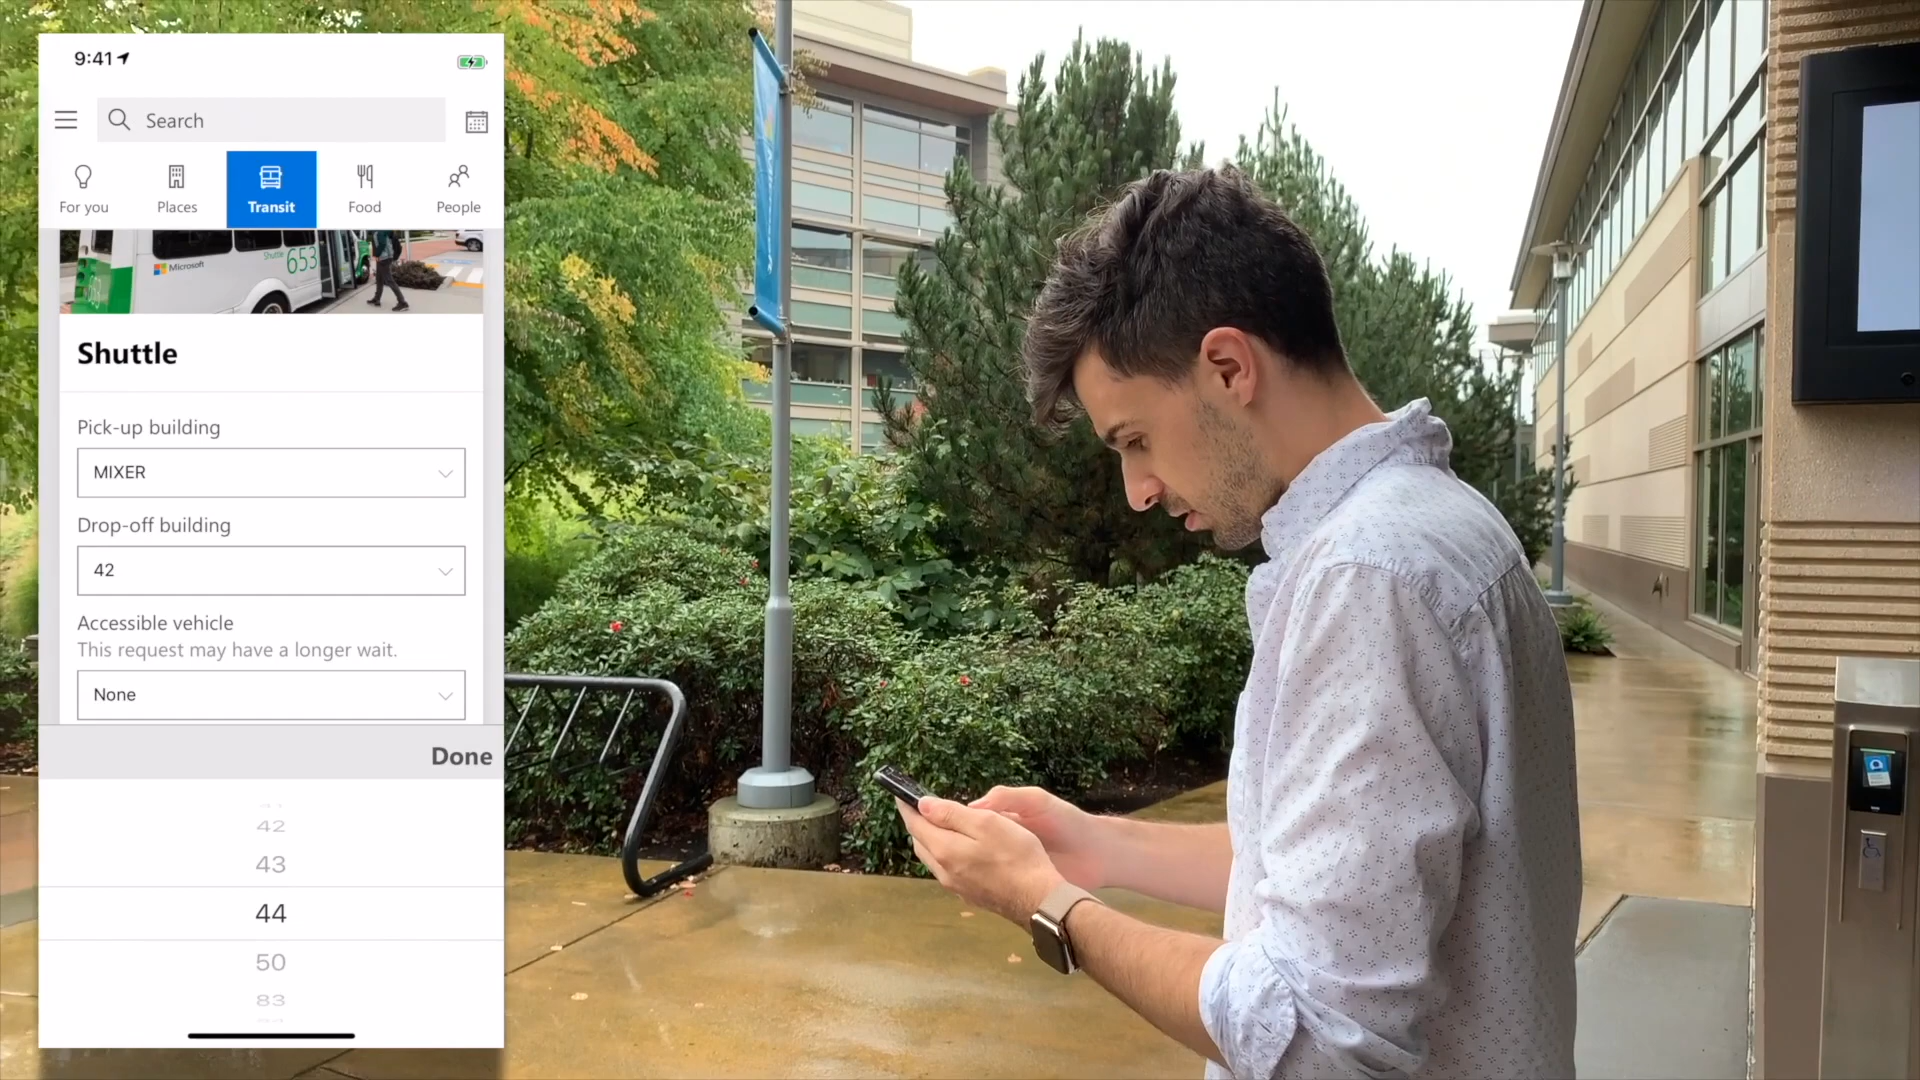 9:41
Search
For you
Places
Transit
Food
People
Microsoft
Shuttle
653
Shuttle
Pick-up building
MIXER
Drop-off building
42
Accessible vehicle
This request may have a longer wait.
None
Done
42
43
44
50
83